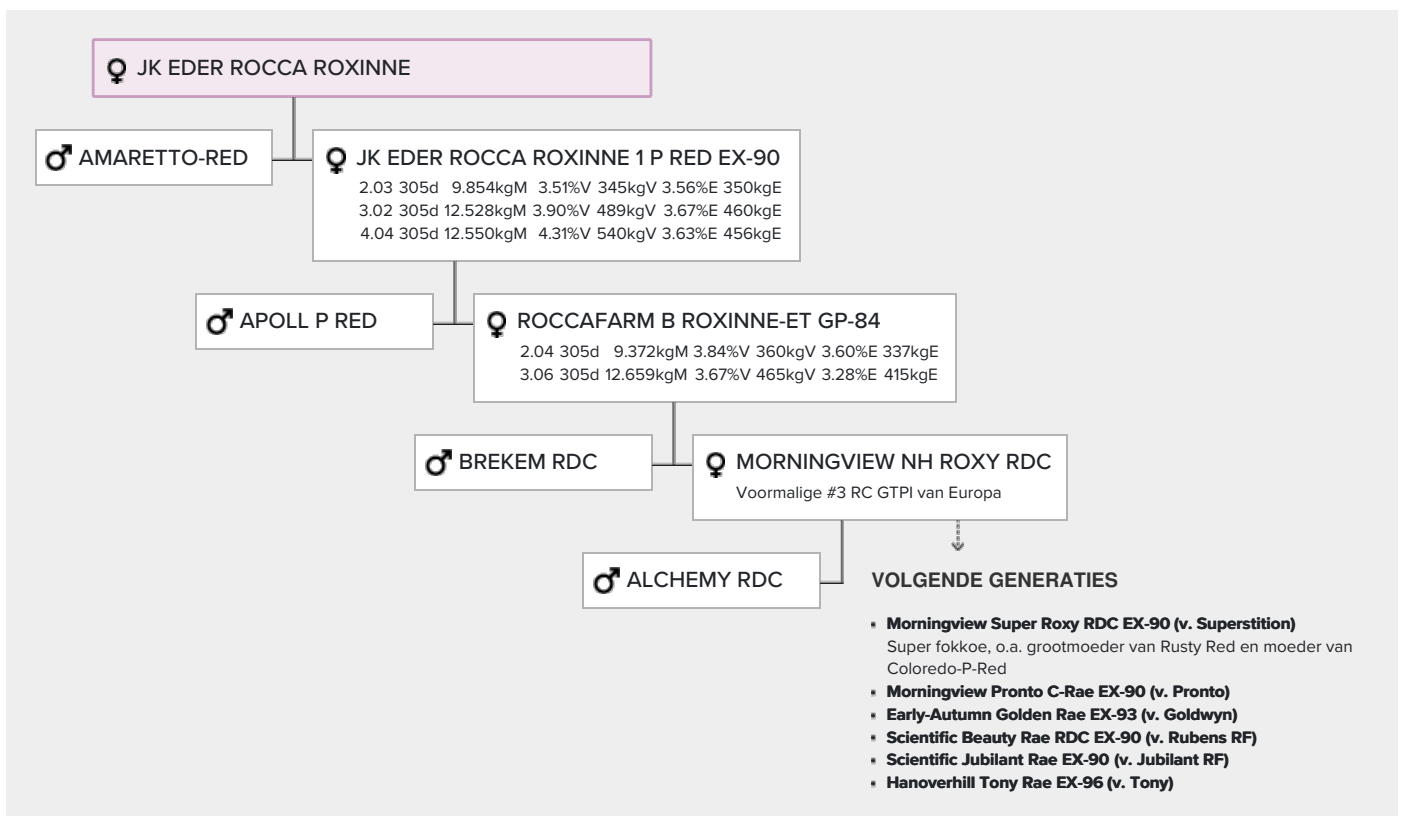 JK EDER ROCCA ROXINNE
AMARETTO-RED
JK EDER ROCCA ROXINNE 1 P RED EX-90
2.03 305d 9.854kgM 3.51%V 345kgV 3.56%E 350kgE
3.02 305d 12.528kgM 3.90%V 489kgV 3.67%E 460kgE
4.04 305d 12.550kgM 4.31%V 540kgV 3.63%E 456kgE
APOLL P RED
ROCCAFARM B ROXINNE-ET GP-84
2.04 305d 9.372kgM 3.84%V 360kgV 3.60%E 337kgE
3.06 305d 12.659kgM 3.67%V 465kgV 3.28%E 415kgE
BREKEM RDC
MORNINGVIEW NH ROXY RDC
Voormalige #3 RC GTPI van Europa
ALCHEMY RDC
VOLGENDE GENERATIES
Morningview Super Roxy RDC EX-90 (v. Superstition)
Super fokkoe, o.a. grootmoeder van Rusty Red en moeder van
Coloredo-P-Red
Morningview Pronto C-Rae EX-90 (v. Pronto)
Early-Autumn Golden Rae EX-93 (v. Goldwyn)
Scientific Beauty Rae RDC EX-90 (v. Rubens RF)
Scientific Jubilant Rae EX-90 (v. Jubilant RF)
Hanoverhill Tony Rae EX-96 (v. Tony)